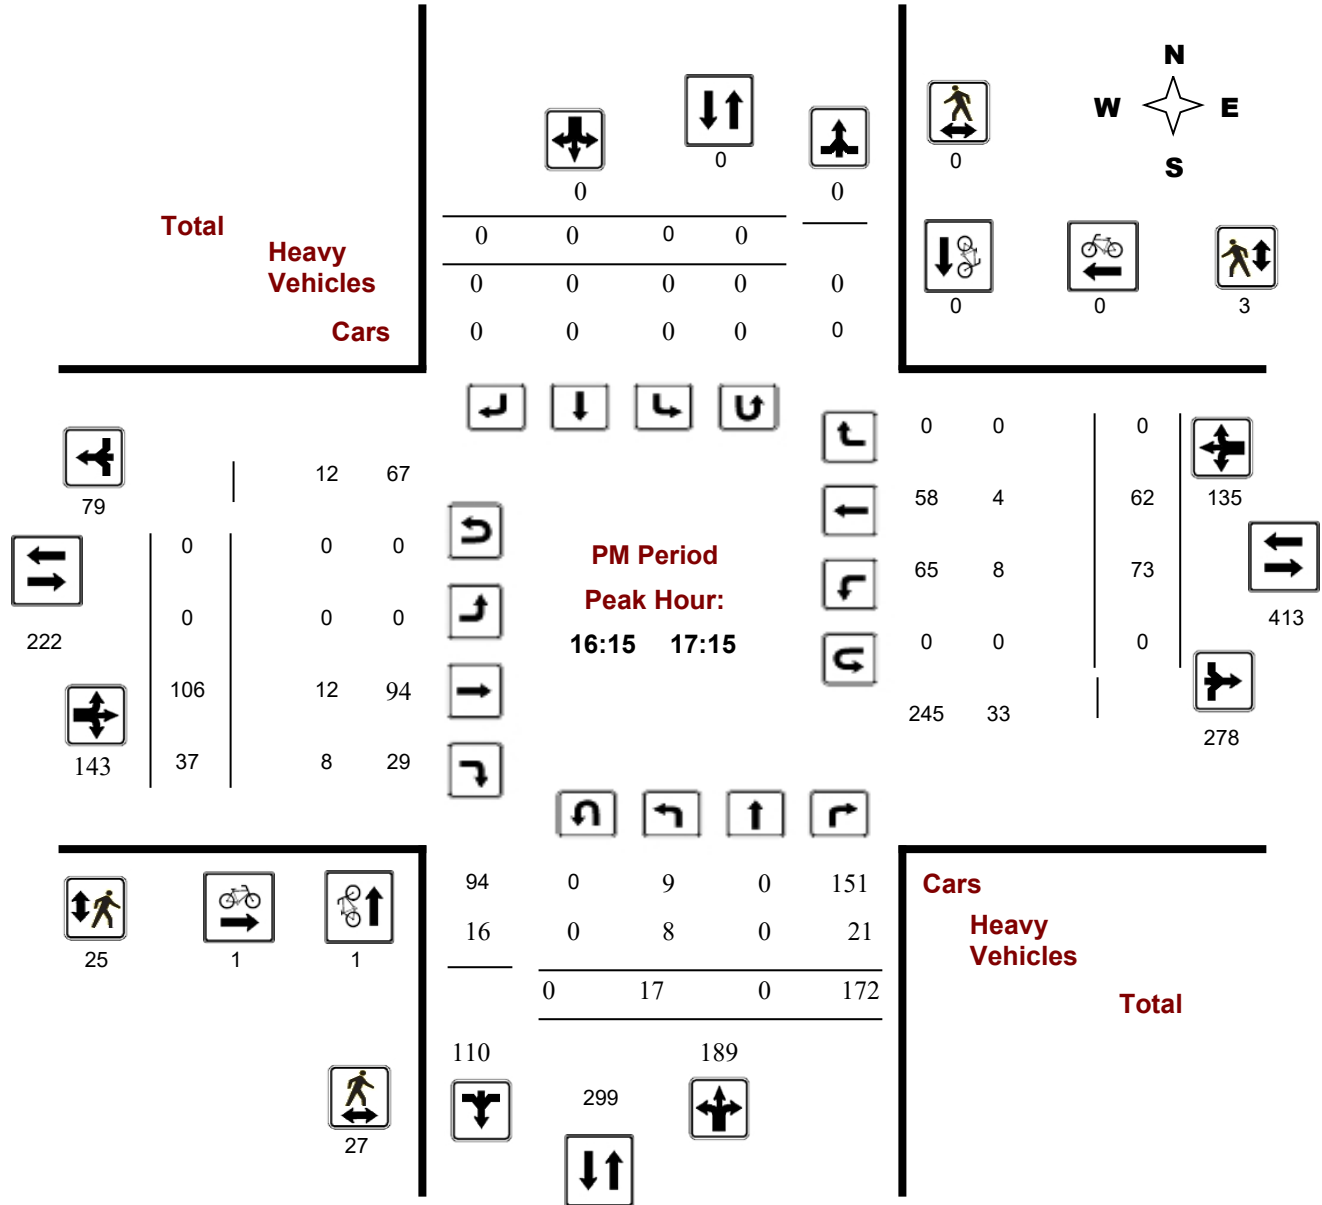 N
W E
S
0
0
0 0
Total
0 0 0 0
Heavy
Vehicles
0 0 0 0 0
0 0 3
Cars
0 0 0 0 0
0 0 0
12 67
79
58 4 62 135
0 0 0
PM Period
65 8 73
Peak Hour:
0 0 0
222
16:15 17:15
0 0 0
413
106 12 94
245 33
278
143 37 8 29
94 0 9 0 151
Cars
16 0 8 0 21
Heavy
Vehicles
25 1 1
0 17 0 172
Total
110 189
299
27